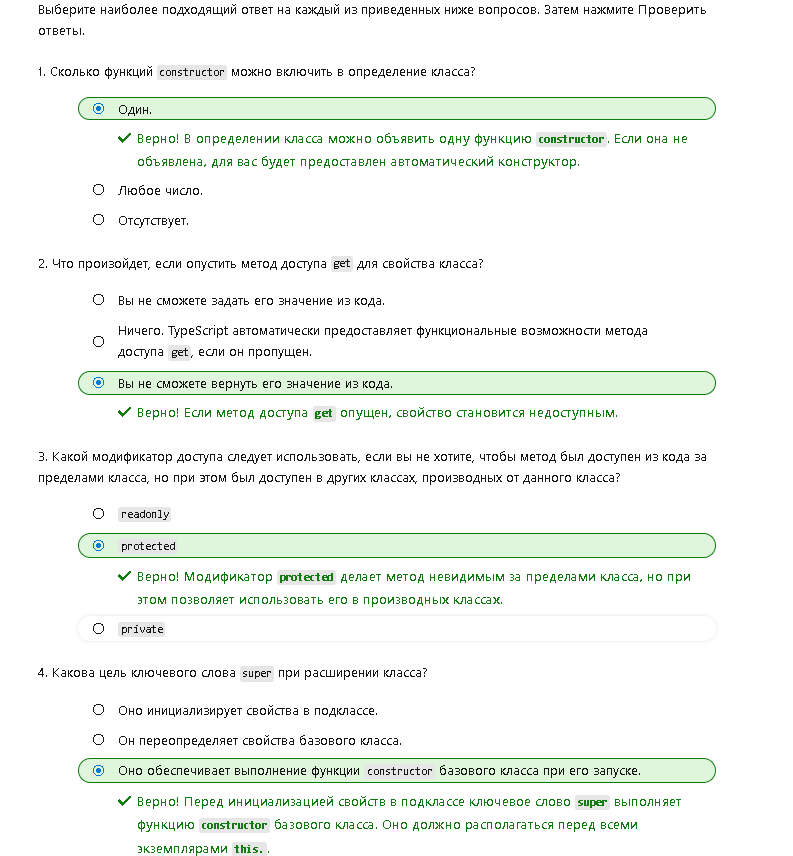 Выберите наиболее подходящий ответ на каждый из приведенных ниже вопросов. Затем нажмите Проверить
ответы.
1. Сколько функций constructor можно включить в определение класса?
Один.
Верно! В определении класса можно объявить одну функцию constructor. Если она не
объявлена, для вас будет предоставлен автоматический конструктор.
Любое число.
Отсутствует.
2. Что произойдет, если опустить метод доступа get для свойства класса?
Вы не сможете задать его значение из кода.
Ничего. TypeScript автоматически предоставляет функциональные возможности метода
доступа get, если он пропущен.
Вы не сможете вернуть его значение из кода.
Верно! Если метод доступа get опущен, свойство становится недоступным.
3. Какой модификатор доступа следует использовать, если вы не хотите, чтобы метод был доступен из кода за
пределами класса, но при этом был доступен в других классах, производных от данного класса?
readonly
protected
Верно! Модификатор protected делает метод невидимым за пределами класса, но при
этом позволяет использовать его в производных классах.
private
4. Какова цель ключевого слова super при расширении класса?
Оно инициализирует свойства в подклассе.
Он переопределяет свойства базового класса.
Оно обеспечивает выполнение функции constructor базового класса при его запуске.
Верно! Перед инициализацией свойств в подклассе ключевое слово super выполняет
функцию constructor базового класса. Оно должно располагаться перед всеми
экземплярами this..